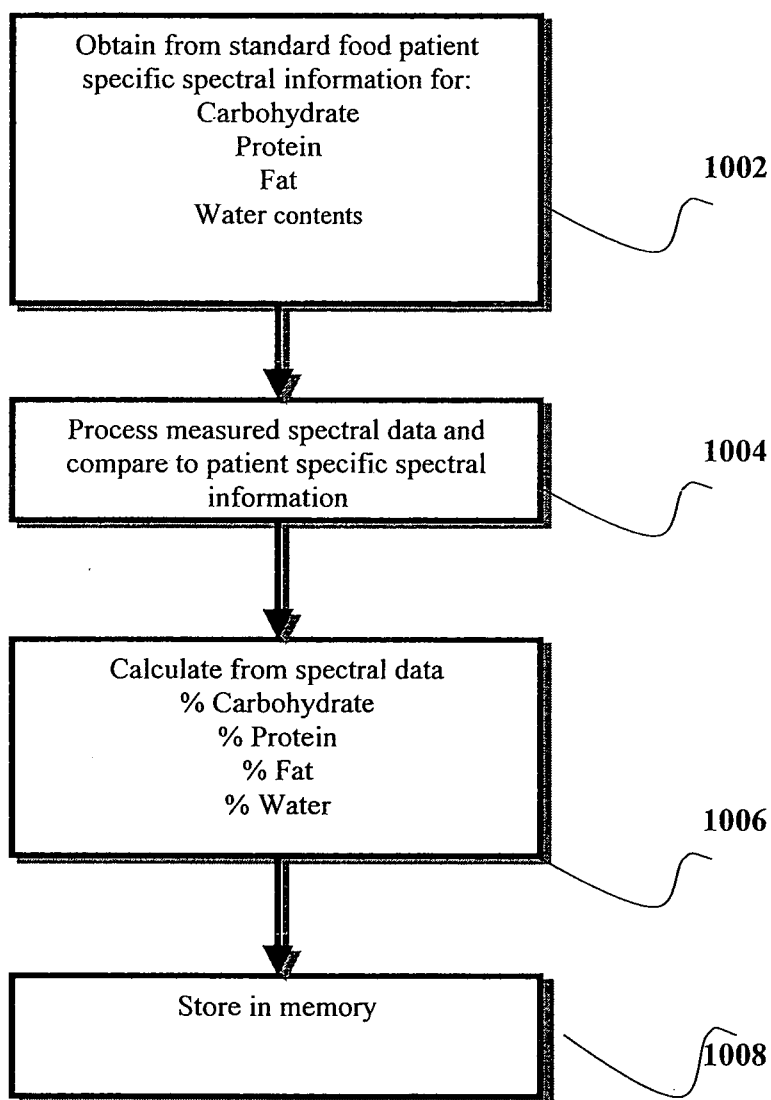 Obtain from standard food patient
specific spectral information for:
Carbohydrate
Protein
Fat
Water contents
1002
Process measured spectral data and
compare to patient specific spectral
information
1004
Calculate from spectral data
% Carbohydrate
% Protein
% Fat
% Water
1006
Store in memory
1008